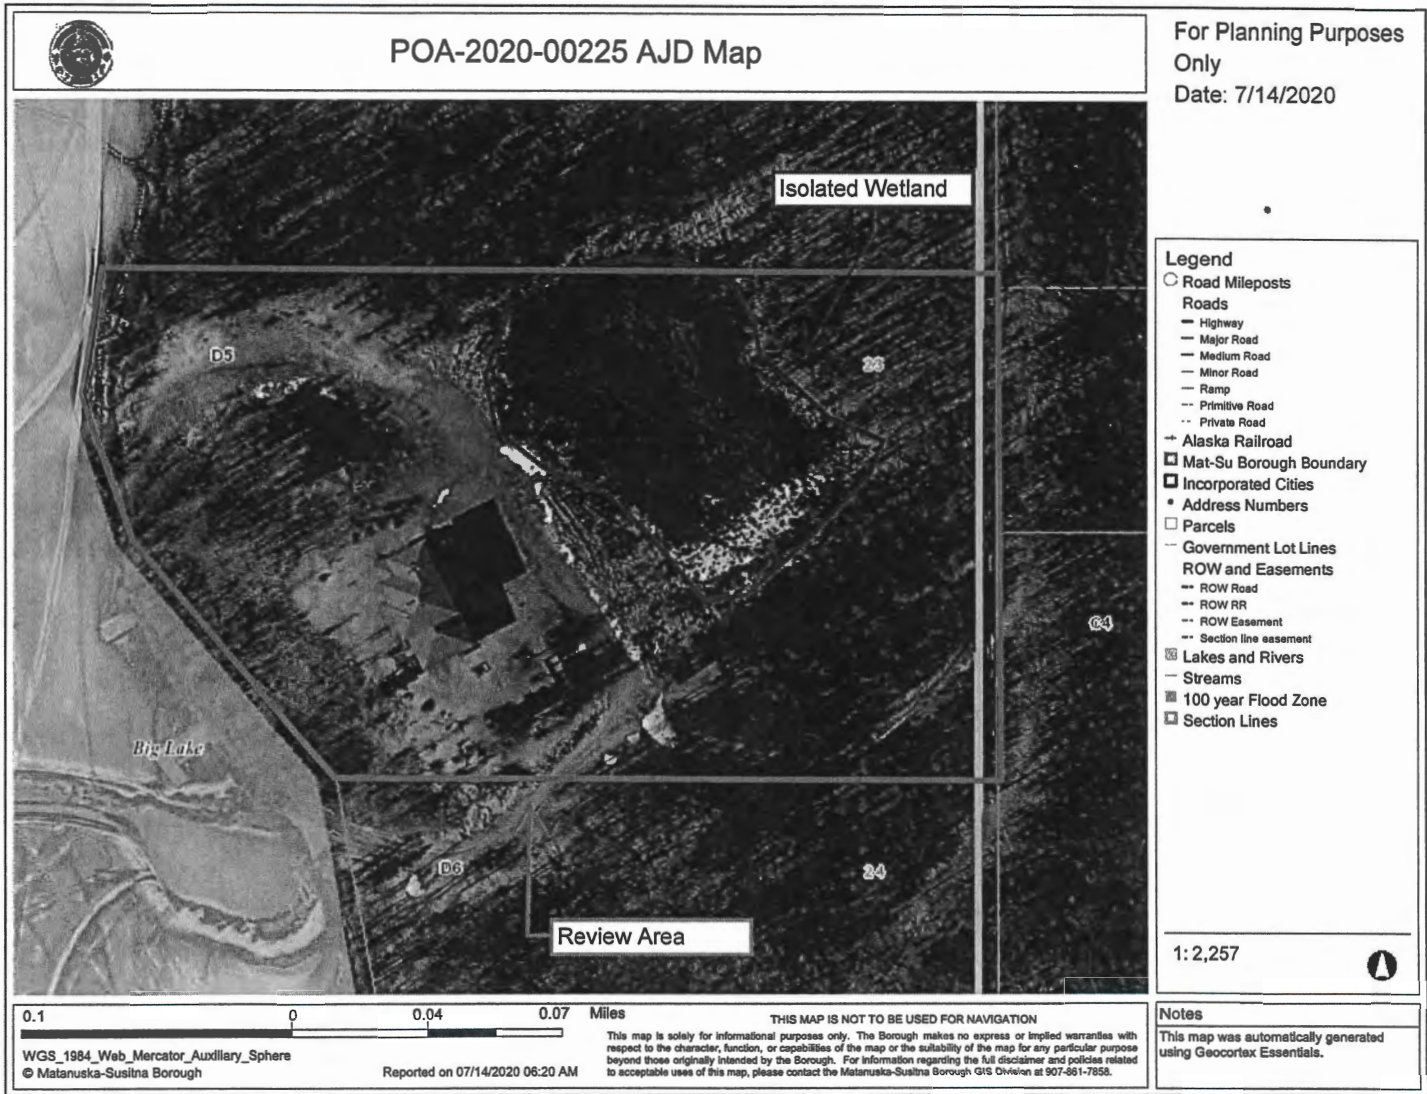 POA-2020-00225 AJD Map
For Planning Purposes
Only
Date: 7/14/2020
Isolated Wetland
D5
23
C4
Big Lake
D6
24
Review Area
Legend
Road Mileposts
Roads
Highway
Major Road
Medium Road
Minor Road
Ramp
Primitive Road
Private Road
Alaska Railroad
Mat-Su Borough Boundary
Incorporated Cities
Address Numbers
Parcels
Government Lot Lines
ROW and Easements
ROW Road
ROW RR
ROW Easement
Section line easement
Lakes and Rivers
Streams
100 year Flood Zone
Section Lines
1: 2,257
0.1 0 0.04 0.07 Miles
WGS_1984_Web_Mercator_Auxiliary_Sphere
© Matanuska-Susitna Borough
Reported on 07/14/2020 06:20 AM
THIS MAP IS NOT TO BE USED FOR NAVIGATION
This map is solely for informational purposes only. The Borough makes no express or implied warranties with
respect to the character, function, or capabilities of the map or the suitability of the map for any particular purpose
beyond those originally intended by the Borough. For information regarding the full disclaimer and policies related
to acceptable uses of this map, please contact the Matanuska-Susitna Borough GIS Division at 907-861-7858.
Notes
This map was automatically generated
using Geocortex Essentials.